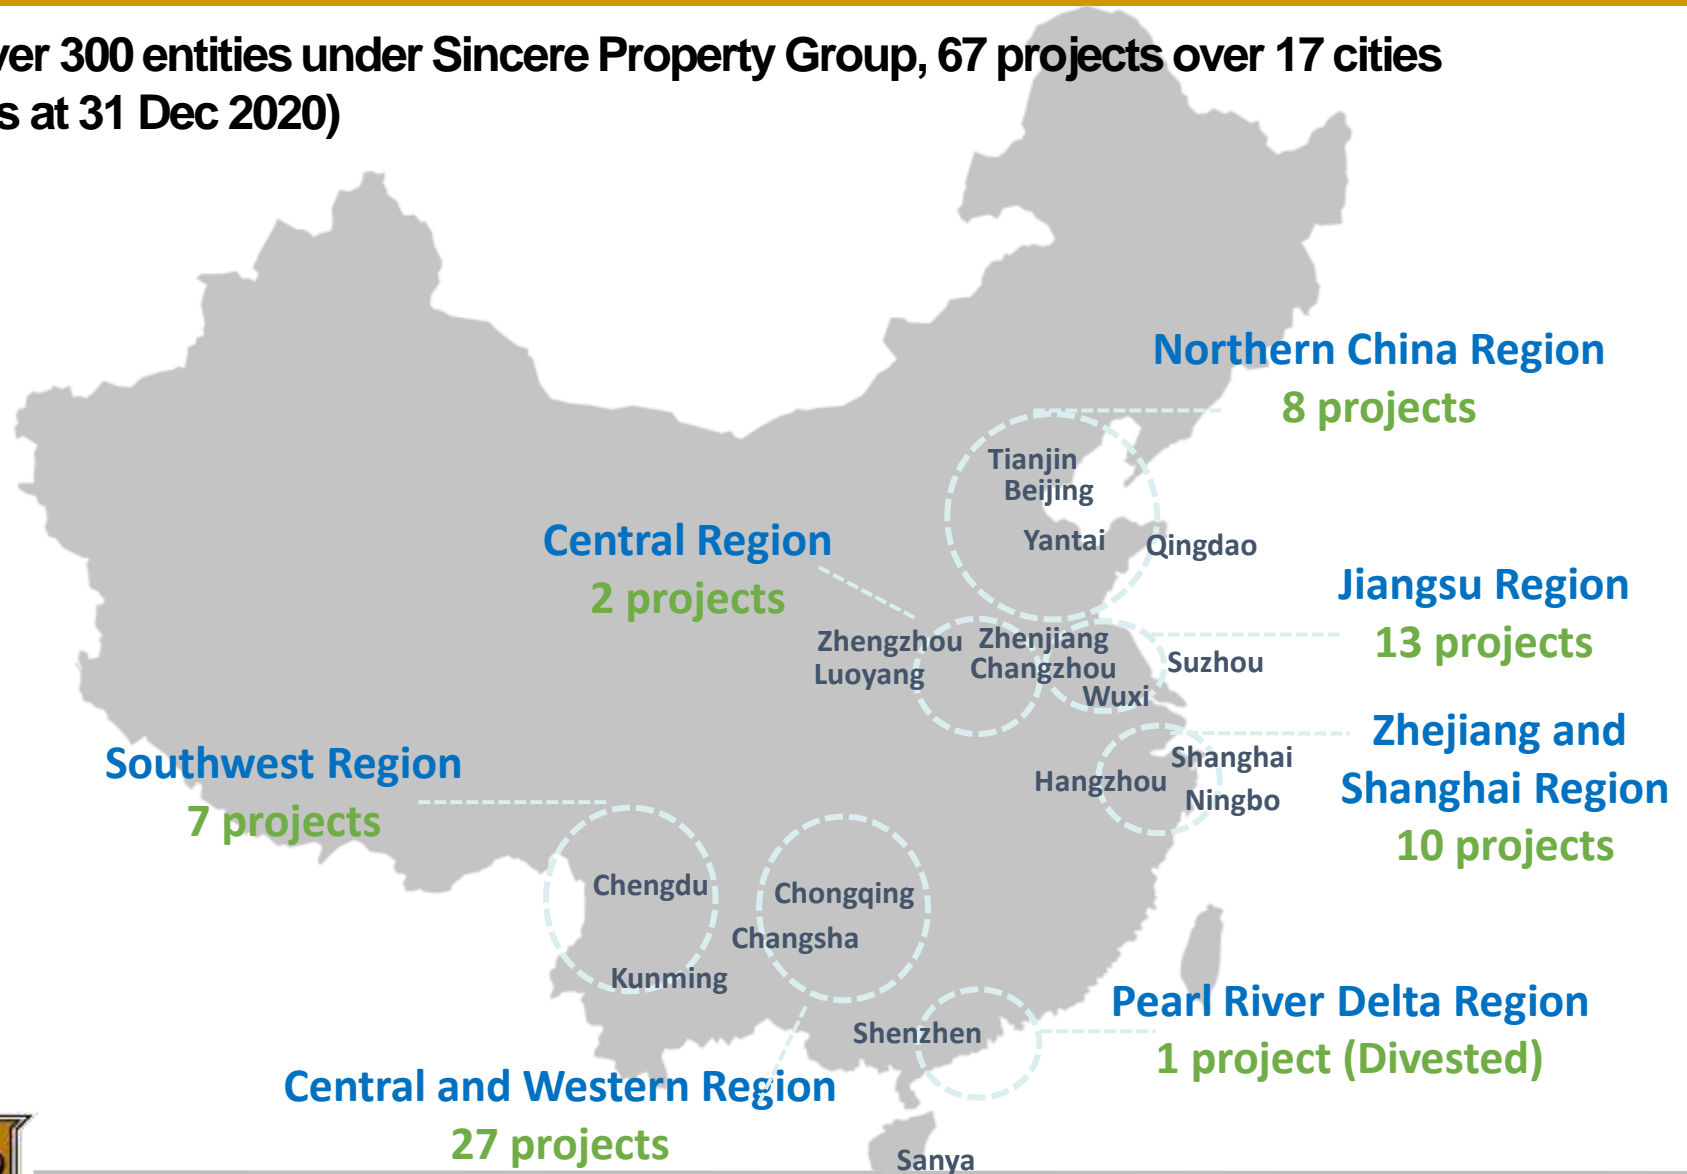 ver 300 entities under Sincere Property Group, 67 projects over 17 cities
s at 31 Dec 2020)
Northern China Region
8 projects
Tianjin
Beijing
Yantai
Qingdao
Central Region
2 projects
Zhengzhou
Luoyang
Jiangsu Region
13 projects
Zhenjiang
Changzhou
Wuxi
Suzhou
Zhejiang and
Shanghai Region
10 projects
Shanghai
Hangzhou
Ningbo
Southwest Region
7 projects
Chengdu
Kunming
Chongqing
Changsha
Central and Western Region
27 projects
Pearl River Delta Region
1 project (Divested)
Shenzhen
Sanya